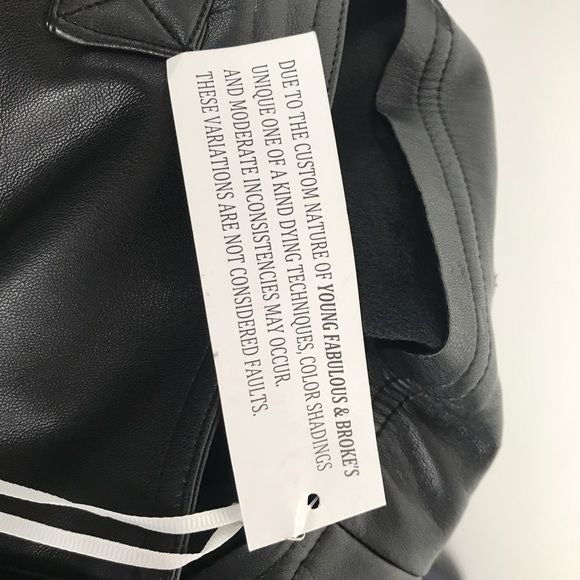 DUE TO THE CUSTOM NATURE OF YOUNG FABULOUS & BROKE'S
UNIQUE ONE OF A KIND DYING TECHNIQUES, COLOR SHADINGS
AND MODERATE INCONSISTENCIES MAY OCCUR.
THESE VARIATIONS ARE NOT CONSIDERED FAULTS.